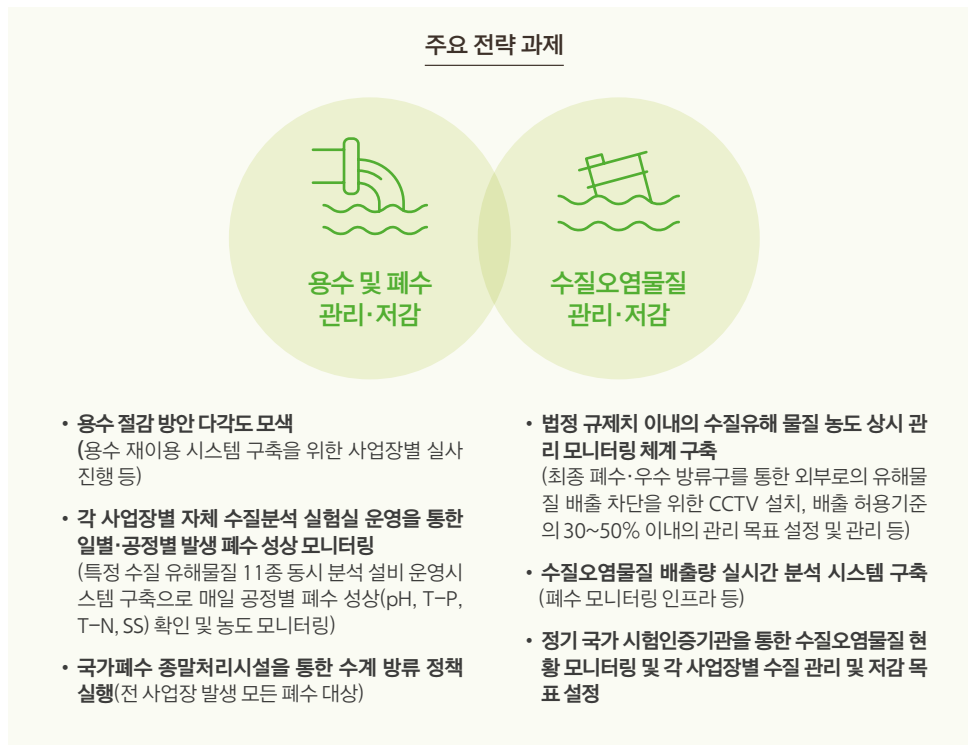 주요 전략 과제
용수 및 폐수
관리·저감
수질오염물질
관리·저감
• 용수 절감 방안 다각도 모색
(용수 재이용 시스템 구축을 위한 사업장별 실사
진행 등)
• 각 사업장별 자체 수질분석 실험실 운영을 통한
일별·공정별 발생 폐수 성상 모니터링
(특정 수질 유해물질 11종 동시 분석 설비 운영시
스템 구축으로 매일 공정별 폐수 성상(pH, T-P,
T-N, SS) 확인 및 농도 모니터링)
• 국가폐수 종말처리시설을 통한 수계 방류 정책
실행(전 사업장 발생 모든 폐수 대상)
• 법정 규제치 이내의 수질유해 물질 농도 상시 관
리 모니터링 체계 구축
(최종 폐수·우수 방류구를 통한 외부로의 유해물
질 배출 차단을 위한 CCTV 설치, 배출 허용기준
의 30~50% 이내의 관리 목표 설정 및 관리 등)
• 수질오염물질 배출량 실시간 분석 시스템 구축
(폐수 모니터링 인프라 등)
• 정기 국가 시험인증기관을 통한 수질오염물질 현
황 모니터링 및 각 사업장별 수질 관리 및 저감 목
표 설정